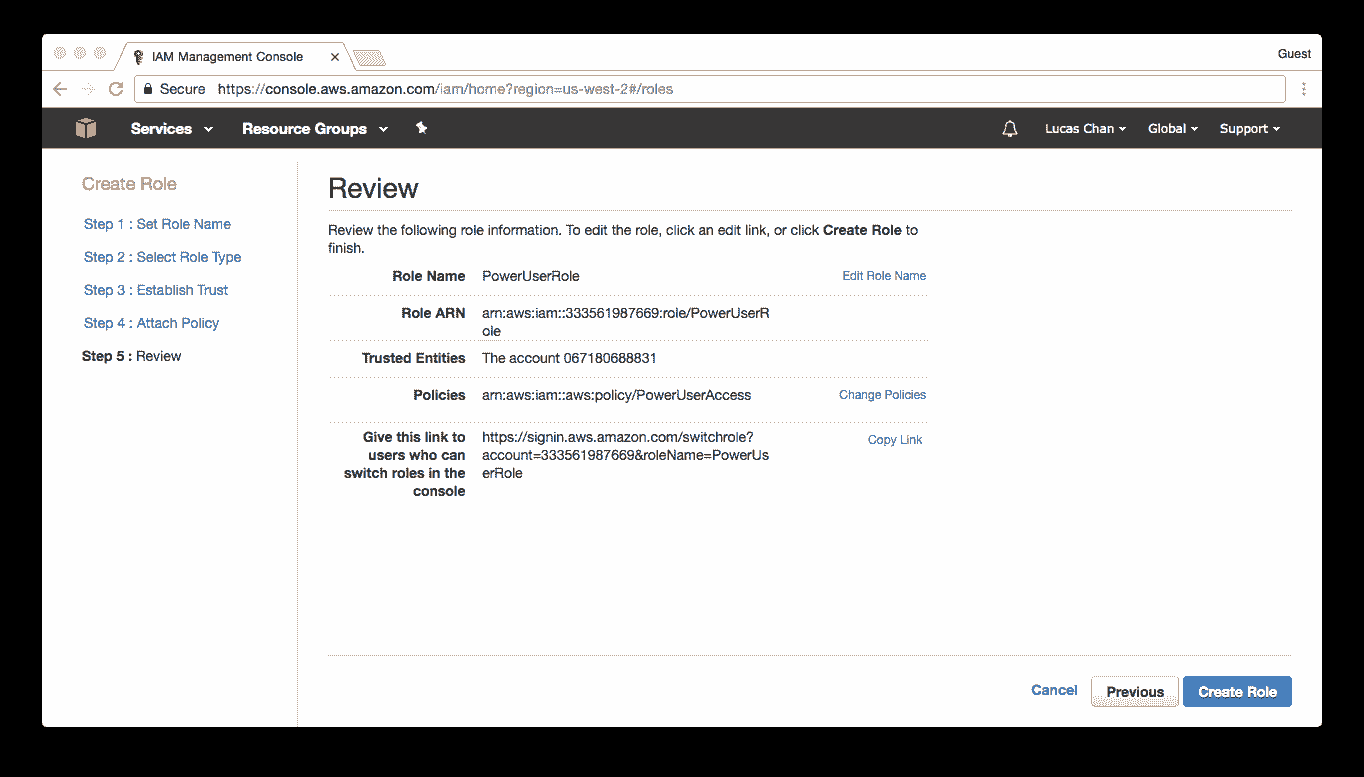 IAM Management Console
Guest
Secure https://console.aws.amazon.com/iam/home?region=us-west-2#/roles
Services Resource Groups Lucas Chan Global Support
Create Role
Step 1 : Set Role Name
Step 2 : Select Role Type
Step 3 : Establish Trust
Step 4 : Attach Policy
Step 5 : Review
Review
Review the following role information. To edit the role, click an edit link, or click Create Role to
finish.
Role Name PowerUserRole Edit Role Name
Role ARN arn:aws:iam::333561987669:role/PowerUserR
ole
Trusted Entities The account 067180688831
Policies arn:aws:iam::aws:policy/PowerUserAccess Change Policies
Give this link to https://signin.aws.amazon.com/switchrole? Copy Link
users who can account=333561987669&roleName=PowerUs
switch roles in the erRole
console
Cancel Previous Create Role